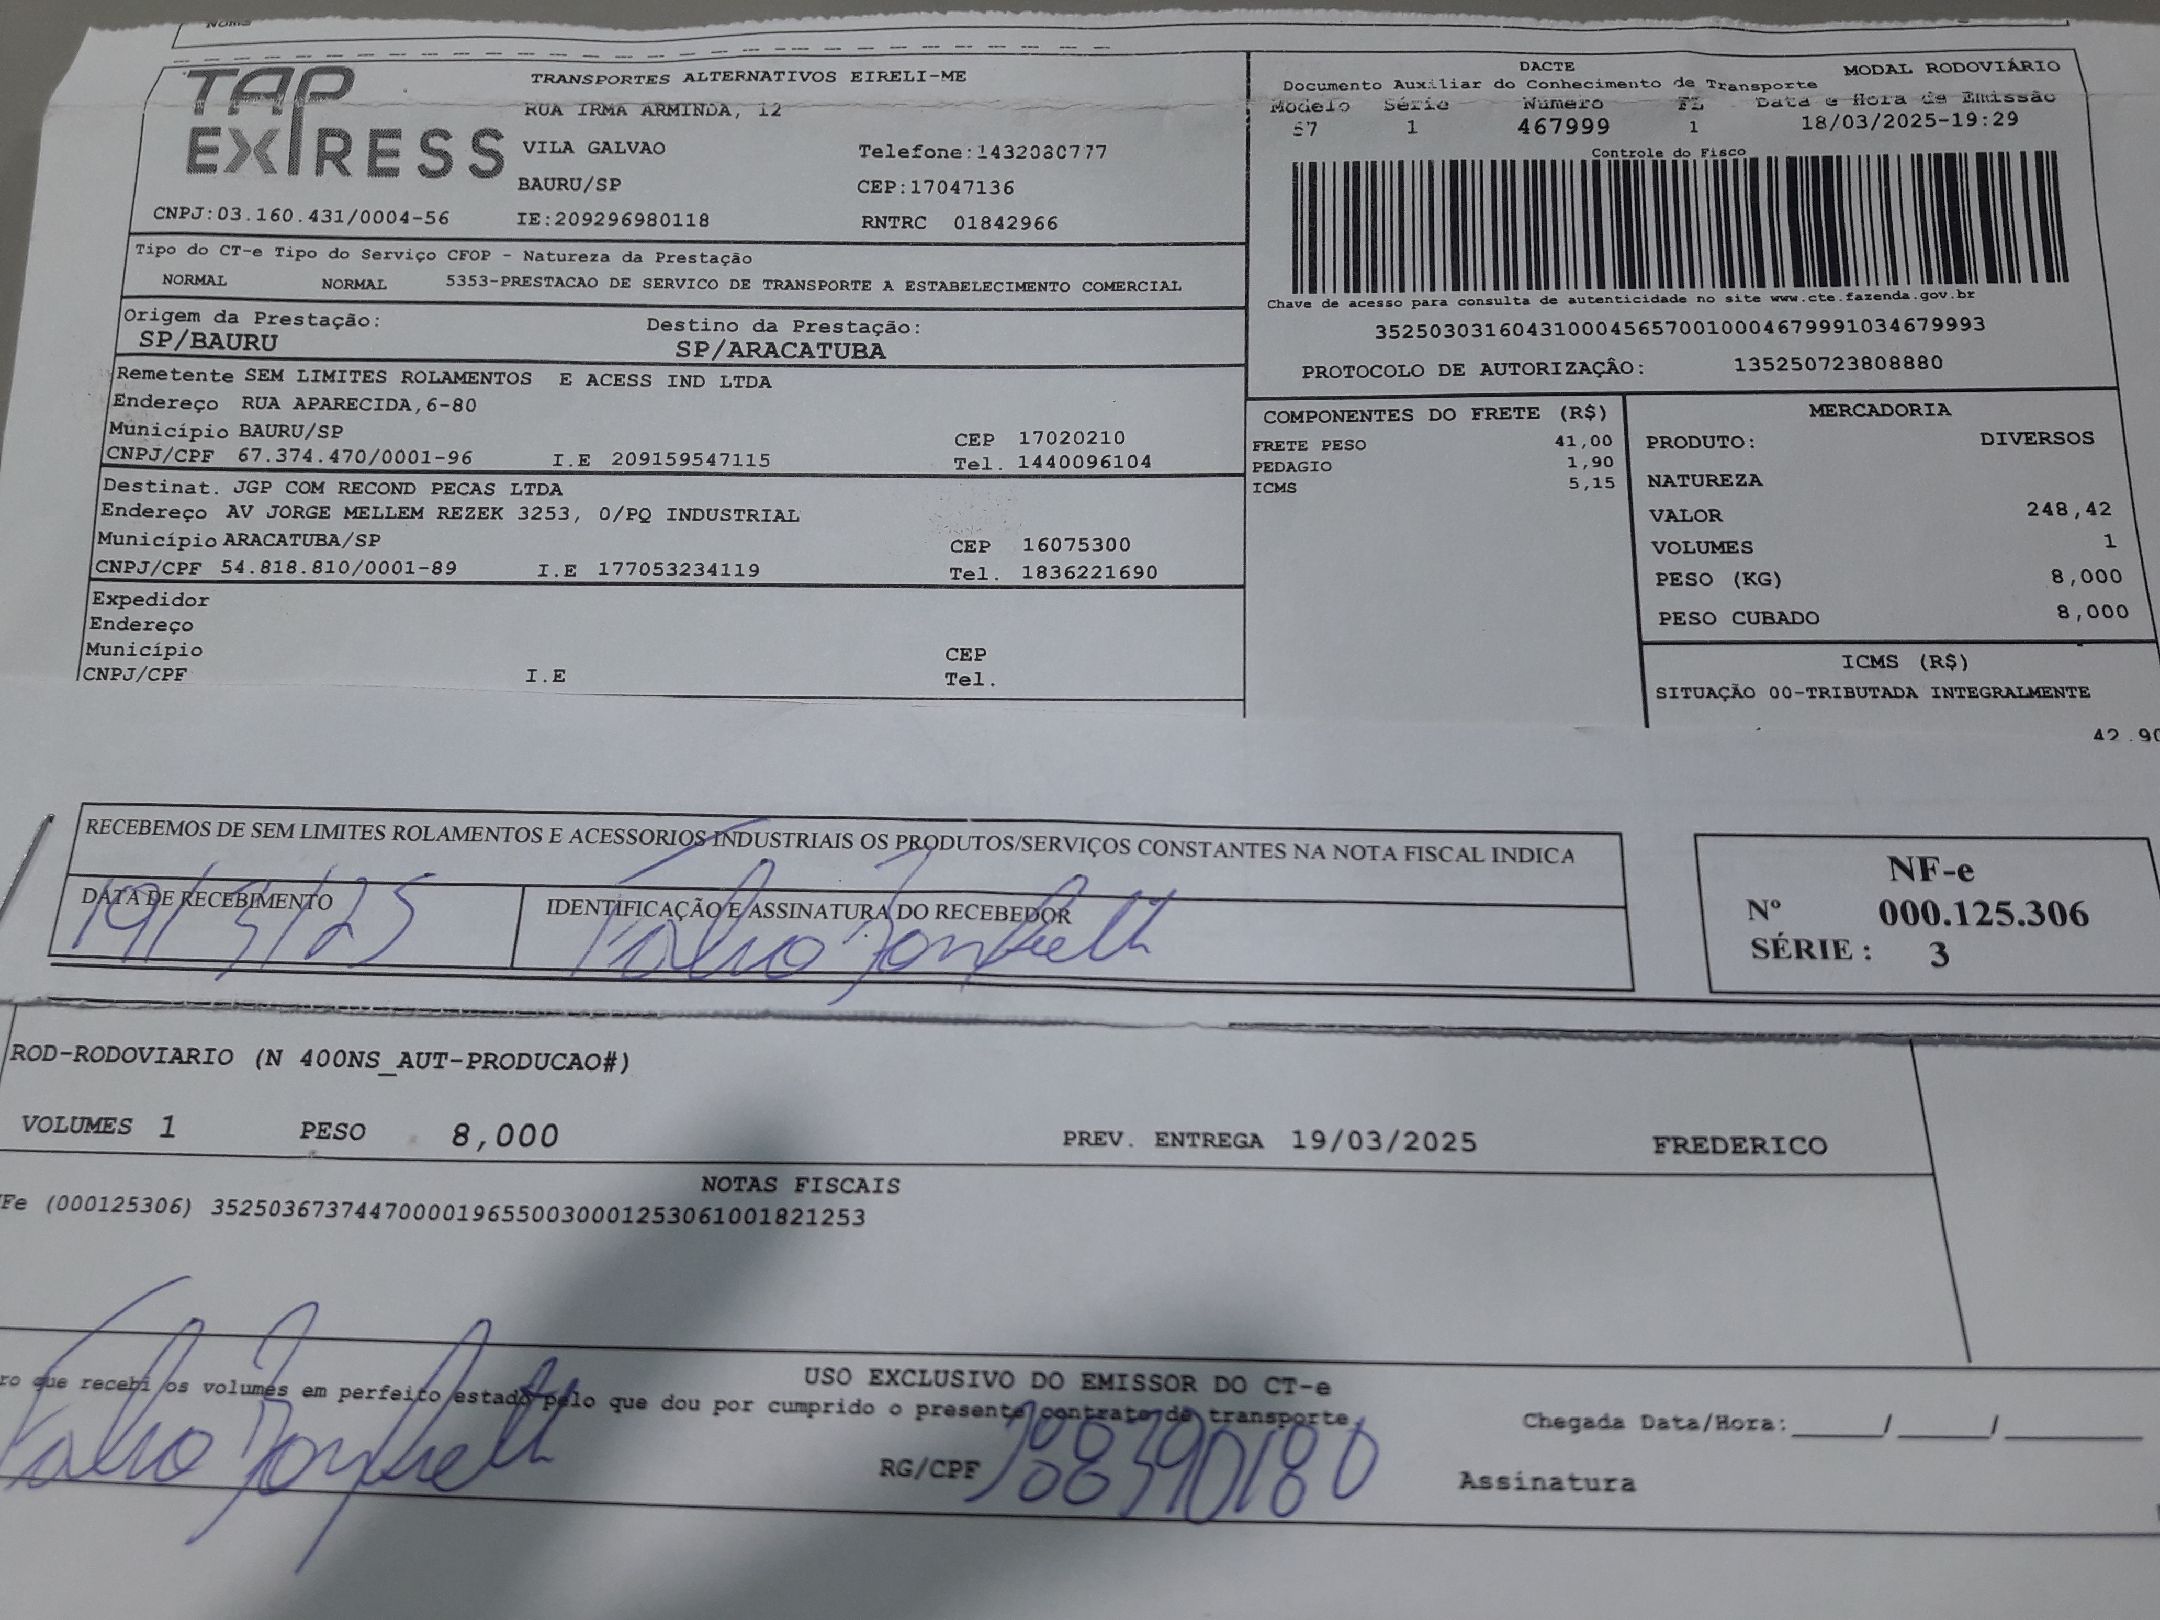 TAP EXPRESS
TRANSPORTES ALTERNATIVOS EIRELI-ME
RUA IRMA ARMINDA, 12
VILA GALVAO Telefone:1432080777
BAURU/SP CEP:17047136
CNPJ:03.160.431/0004-56 IE:209296980118 RNTRC 01842966
DACTE MODAL RODOVIÁRIO
Documento Auxiliar do Conhecimento de Transporte
Modelo Série Número FL Data e Hora de Emissão
57 1 467999 1 18/03/2025-19:29
Controle do Fisco
Chave de acesso para consulta de autenticidade no site www.cte.fazenda.gov.br
35250303160431000456570010004679991034679993
PROTOCOLO DE AUTORIZAÇÃO: 135250723808880
Tipo do CT-e Tipo do Serviço CFOP - Natureza da Prestação
NORMAL NORMAL 5353-PRESTACAO DE SERVICO DE TRANSPORTE A ESTABELECIMENTO COMERCIAL
Origem da Prestação: Destino da Prestação:
SP/BAURU SP/ARACATUBA
Remetente SEM LIMITES ROLAMENTOS E ACESS IND LTDA
Endereço RUA APARECIDA,6-80
Município BAURU/SP CEP 17020210
CNPJ/CPF 67.374.470/0001-96 I.E 209159547115 Tel. 1440096104
Destinat. JGP COM RECOND PECAS LTDA
Endereço AV JORGE MELLEM REZEK 3253, 0/PQ INDUSTRIAL
Município ARACATUBA/SP CEP 16075300
CNPJ/CPF 54.818.810/0001-89 I.E 177053234119 Tel. 1836221690
Expedidor
Endereço
Município CEP
CNPJ/CPF I.E Tel.
COMPONENTES DO FRETE (R$)
FRETE PESO 41,00
PEDAGIO 1,90
ICMS 5,15
MERCADORIA
PRODUTO: DIVERSOS
NATUREZA
VALOR 248,42
VOLUMES 1
PESO (KG) 8,000
PESO CUBADO 8,000
ICMS (R$)
SITUAÇÃO 00-TRIBUTADA INTEGRALMENTE
42,90
RECEBEMOS DE SEM LIMITES ROLAMENTOS E ACESSORIOS INDUSTRIAIS OS PRODUTOS/SERVIÇOS CONSTANTES NA NOTA FISCAL INDICA
DATA DE RECEBIMENTO IDENTIFICAÇÃO E ASSINATURA DO RECEBEDOR
19/3/25
NF-e
Nº 000.125.306
SÉRIE : 3
ROD-RODOVIARIO (N 400NS_AUT-PRODUCAO#)
VOLUMES 1 PESO 8,000 PREV. ENTREGA 19/03/2025 FREDERICO
NOTAS FISCAIS
Fe (000125306) 35250367374470000196550030001253061001821253
USO EXCLUSIVO DO EMISSOR DO CT-e
ro que recebi os volumes em perfeito estado pelo que dou por cumprido o presente contrato de transporte.
Chegada Data/Hora:_____/_____/_______
RG/CPF
Assinatura